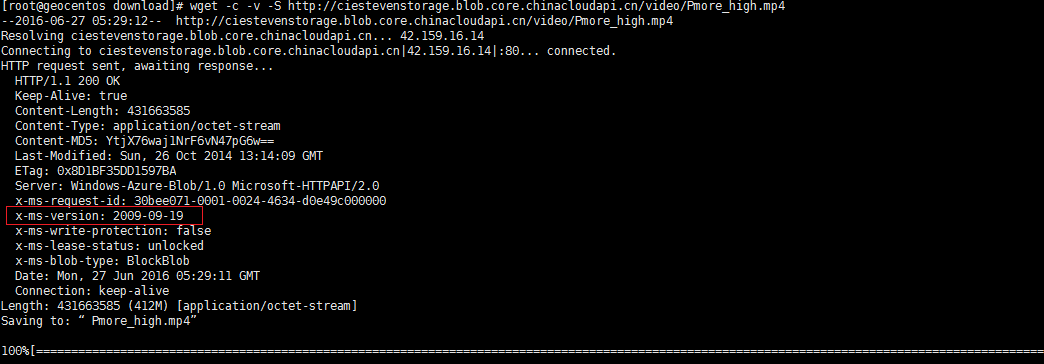 [root@geocentos download]# wget -c -v -S http://ciestevenstorage.blob.core.chinacloudapi.cn/video/Pmore_high.mp4
--2016-06-27 05:29:12--  http://ciestevenstorage.blob.core.chinacloudapi.cn/video/Pmore_high.mp4
Resolving ciestevenstorage.blob.core.chinacloudapi.cn... 42.159.16.14
Connecting to ciestevenstorage.blob.core.chinacloudapi.cn|42.159.16.14|:80... connected.
HTTP request sent, awaiting response...
  HTTP/1.1 200 OK
  Keep-Alive: true
  Content-Length: 431663585
  Content-Type: application/octet-stream
  Content-MD5: YtjX76waj1NrF6vN47pG6w==
  Last-Modified: Sun, 26 Oct 2014 13:14:09 GMT
  ETag: 0x8D1BF35DD1597BA
  Server: Windows-Azure-Blob/1.0 Microsoft-HTTPAPI/2.0
  x-ms-request-id: 30bee071-0001-0024-4634-d0e49c000000
  x-ms-version: 2009-09-19
  x-ms-write-protection: false
  x-ms-lease-status: unlocked
  x-ms-blob-type: BlockBlob
  Date: Mon, 27 Jun 2016 05:29:11 GMT
  Connection: keep-alive
Length: 431663585 (412M) [application/octet-stream]
Saving to: “ Pmore_high.mp4”

100%[=====================================================================================================================================================